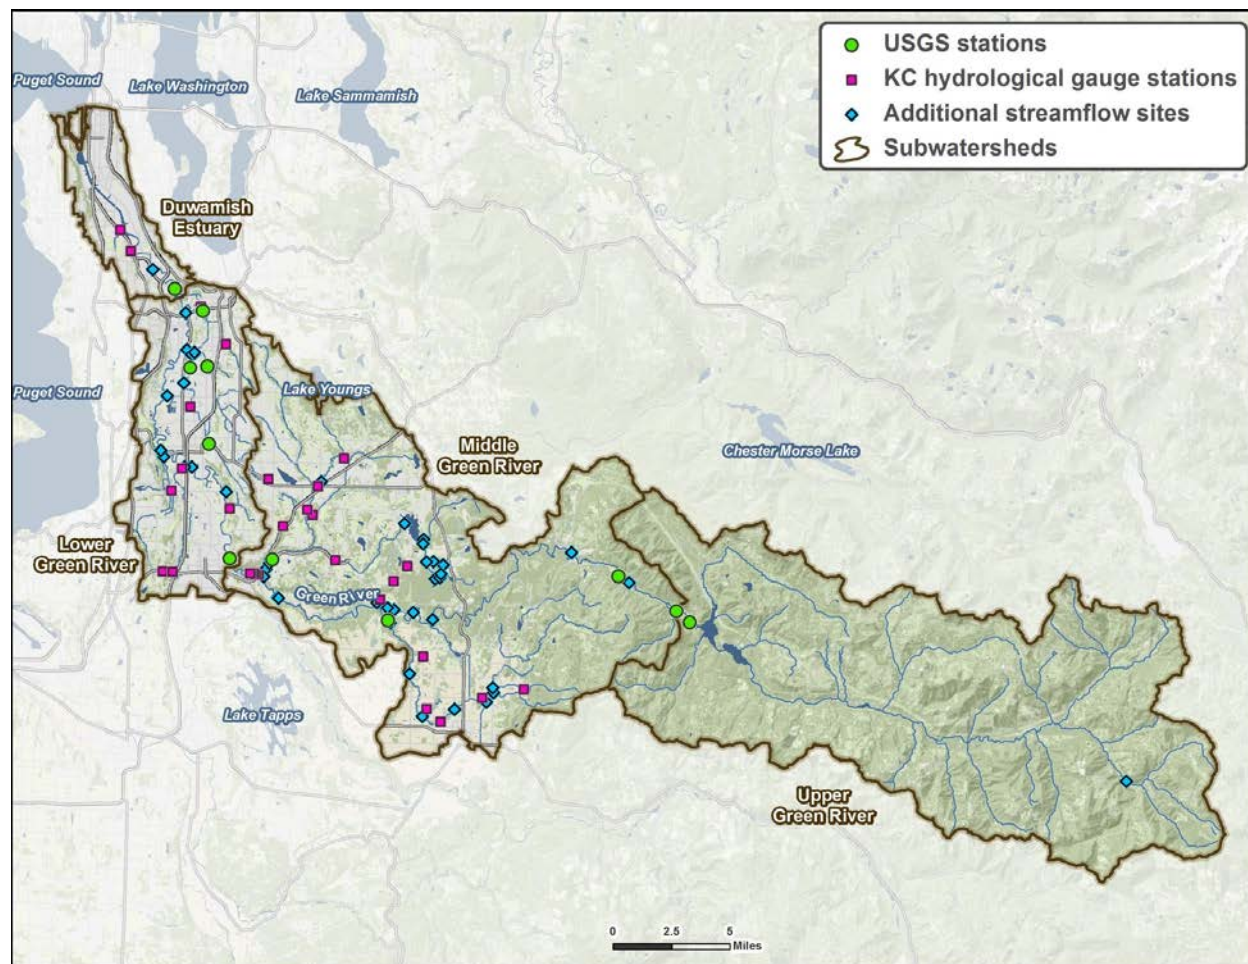 USGS stations
KC hydrological gauge stations
Additional streamflow sites
Subwatersheds
Puget Sound
Lake Washington
Lake Sammamish
Duwamish
Estuary
Puget Sound
Lake Youngs
Middle
Green River
Chester Morse Lake
Lower
Green River
Green River
Lake Tapps
Upper
Green River
0 2.5 5
Miles